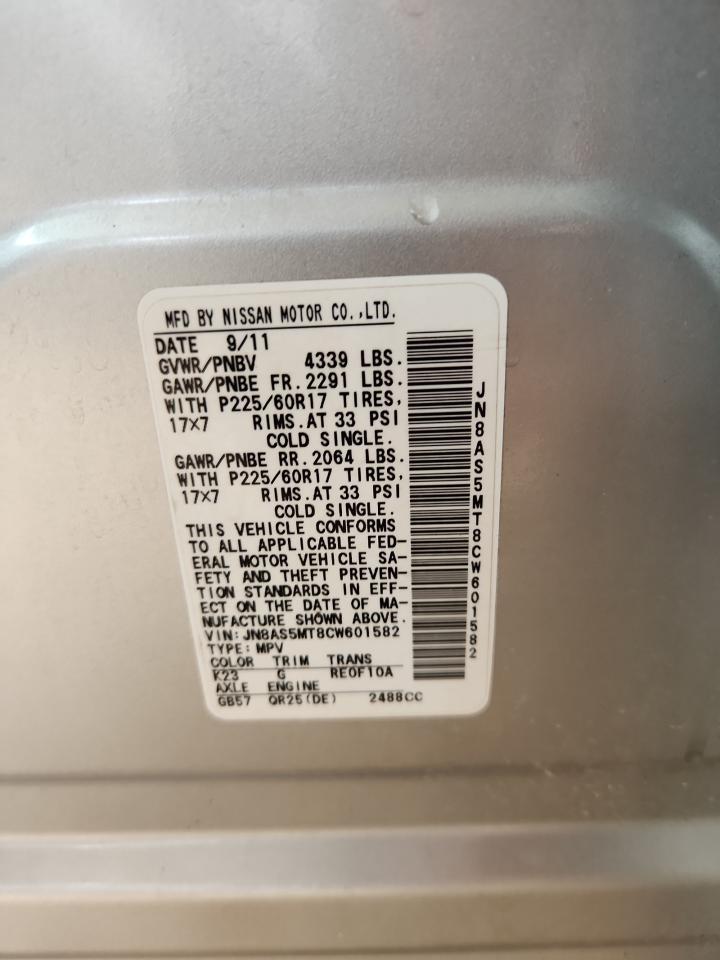 MFD BY NISSAN MOTOR CO.,LTD.
DATE 9/11
GVWR/PNBV 4339 LBS.
GAWR/PNBE FR.2291 LBS.
WITH P225/60R17 TIRES,
17X7 RIMS.AT 33 PSI
COLD SINGLE.
GAWR/PNBE RR.2064 LBS.
WITH P225/60R17 TIRES,
17X7 RIMS.AT 33 PSI
COLD SINGLE.
THIS VEHICLE CONFORMS
TO ALL APPLICABLE FED-
ERAL MOTOR VEHICLE SA-
FETY AND THEFT PREVEN-
TION STANDARDS IN EFF-
ECT ON THE DATE OF MA-
NUFACTURE SHOWN ABOVE.
VIN:JN8AS5MT8CW601582
TYPE:MPV
COLOR TRIM TRANS
K23 G RE0F10A
AXLE ENGINE
GB57 QR25(DE) 2488CC
JN8AS5MT8CW601582